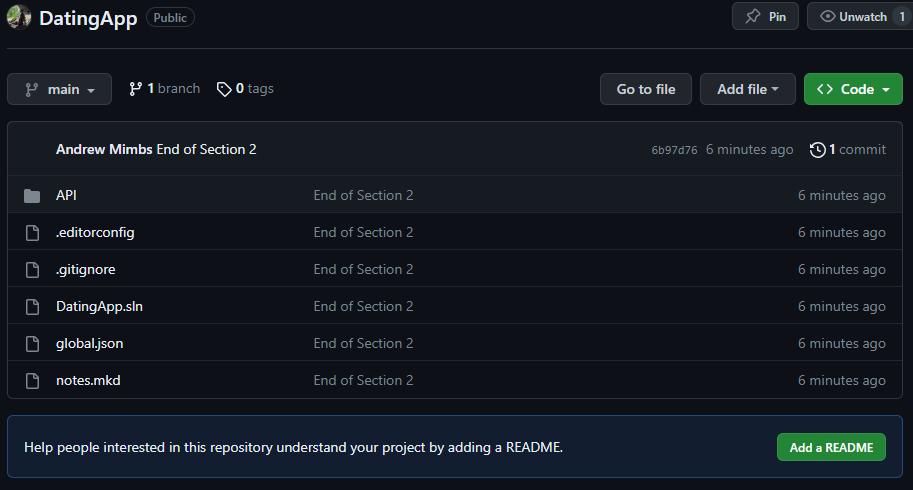 DatingApp Public Pin Unwatch 1
main 1 branch 0 tags Go to file Add file Code
Andrew Mimbs End of Section 2 6b97d76 6 minutes ago 1 commit
API End of Section 2 6 minutes ago
.editorconfig End of Section 2 6 minutes ago
.gitignore End of Section 2 6 minutes ago
DatingApp.sln End of Section 2 6 minutes ago
global.json End of Section 2 6 minutes ago
notes.mkd End of Section 2 6 minutes ago
Help people interested in this repository understand your project by adding a README. Add a README